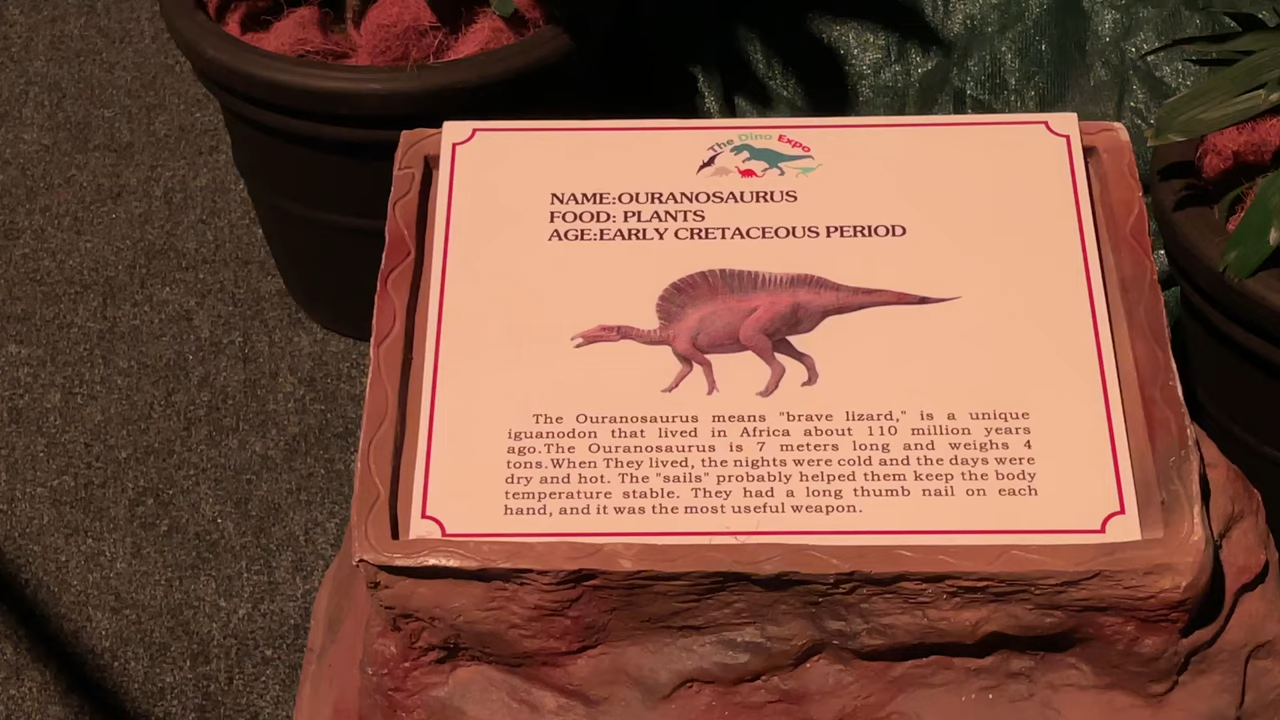 The Dino Expo
NAME:OURANOSAURUS
FOOD: PLANTS
AGE:EARLY CRETACEOUS PERIOD
The Ouranosaurus means "brave lizard," is a unique
iguanodon that lived in Africa about 110 million years
ago.The Ouranosaurus is 7 meters long and weighs 4
tons.When They lived, the nights were cold and the days were
dry and hot. The "sails" probably helped them keep the body
temperature stable. They had a long thumb nail on each
hand, and it was the most useful weapon.